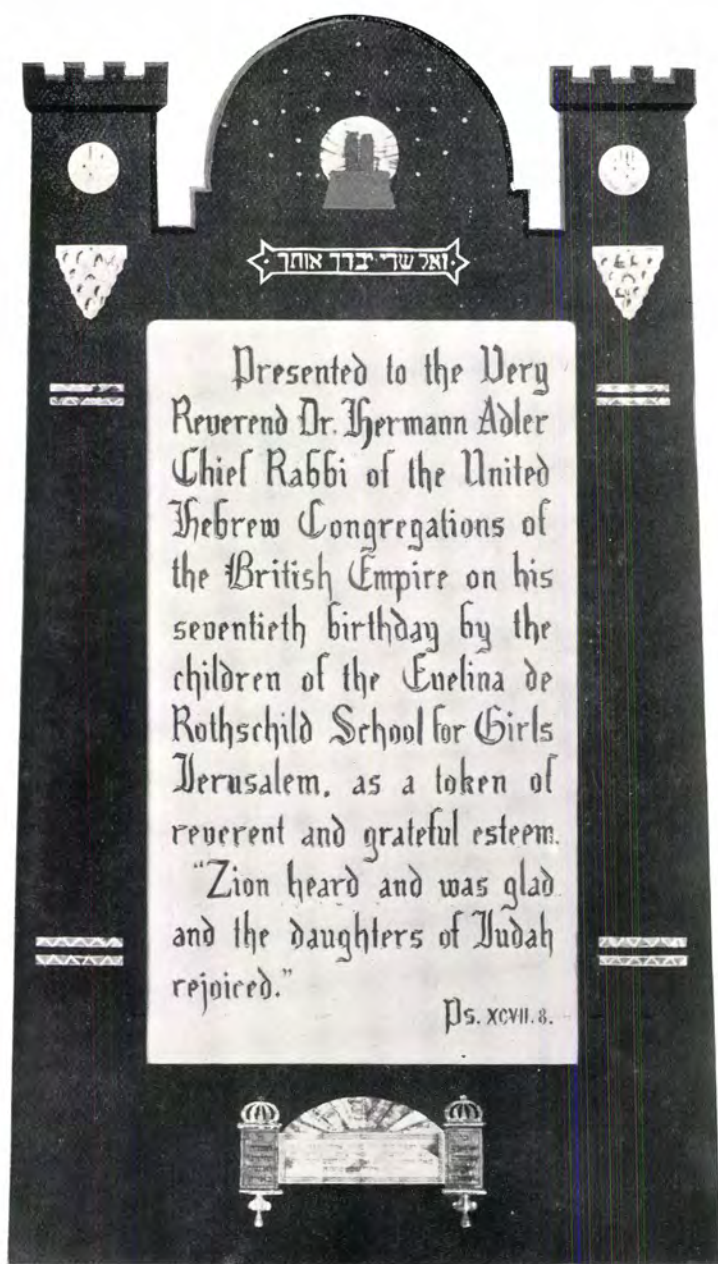 ואל שדי יברך אותך
Presented to the Very
Reverend Dr. Hermann Adler
Chief Rabbi of the United
Hebrew Congregations of
the British Empire on his
seventieth birthday by the
children of the Evelina de
Rothschild School for Girls
Jerusalem, as a token of
reverent and grateful esteem.
"Zion heard and was glad
and the daughters of Judah
rejoiced."
Ps. XCVII. 8.